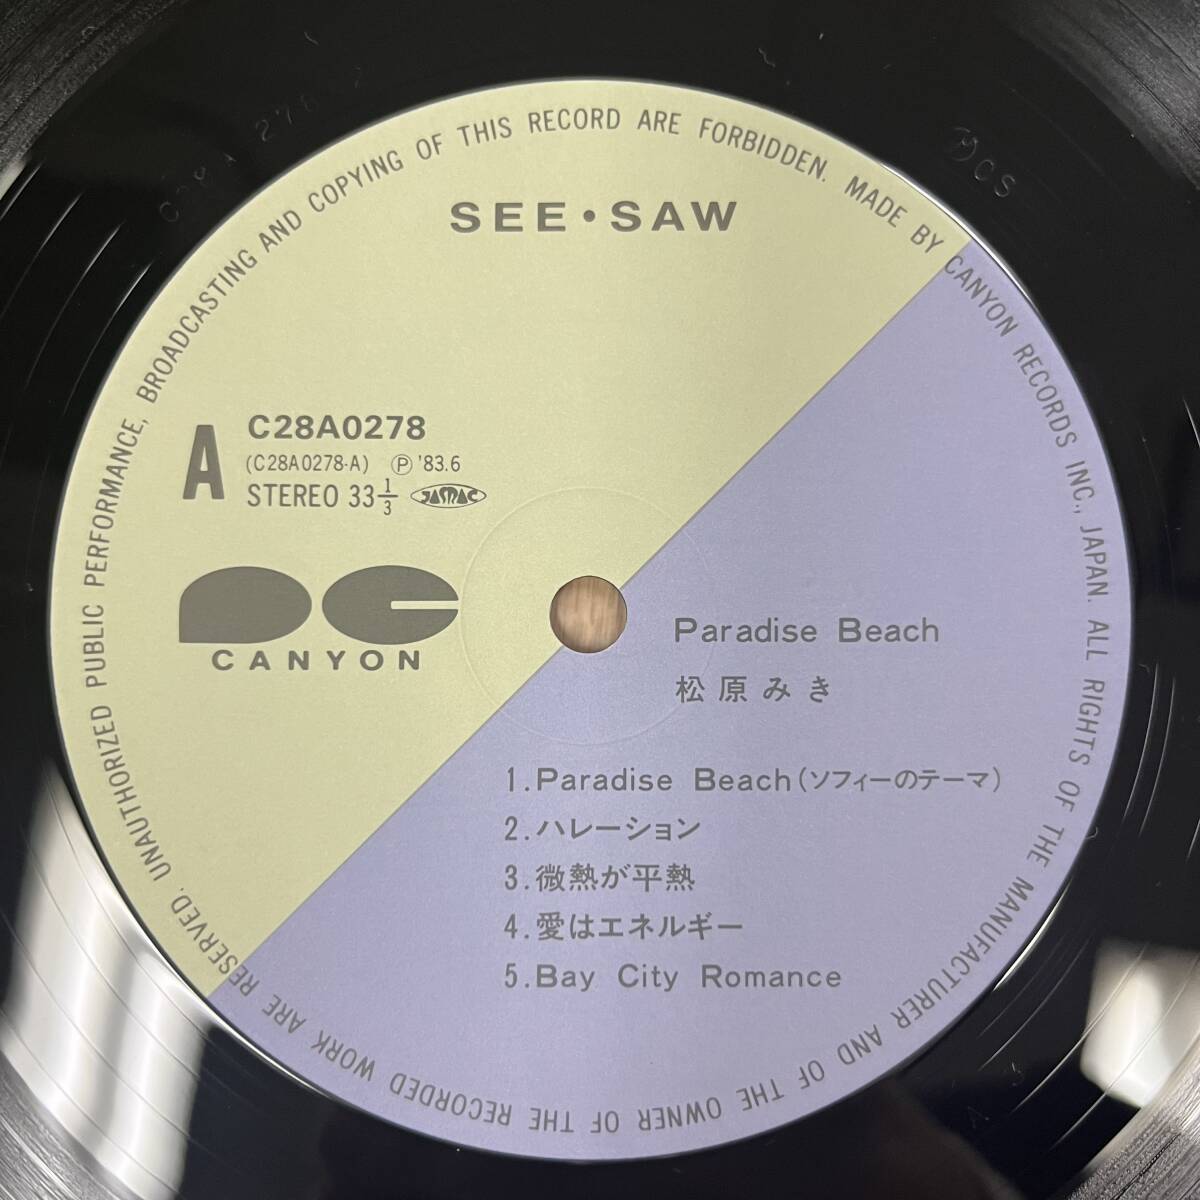 SEE・SAW
A
C28A0278
(C28A0278-A) Ⓟ '83.6
STEREO 33 1/3 JASRAC
CANYON
Paradise Beach
松原みき
1.Paradise Beach(ソフィーのテーマ)
2.ハレーション
3.微熱が平熱
4.愛はエネルギー
5.Bay City Romance
MADE BY CANYON RECORDS INC., JAPAN. ALL RIGHTS OF THE MANUFACTURER AND OF THE OWNER OF THE RECORDED WORK ARE RESERVED. UNAUTHORIZED PUBLIC PERFORMANCE, BROADCASTING AND COPYING OF THIS RECORD ARE FORBIDDEN.